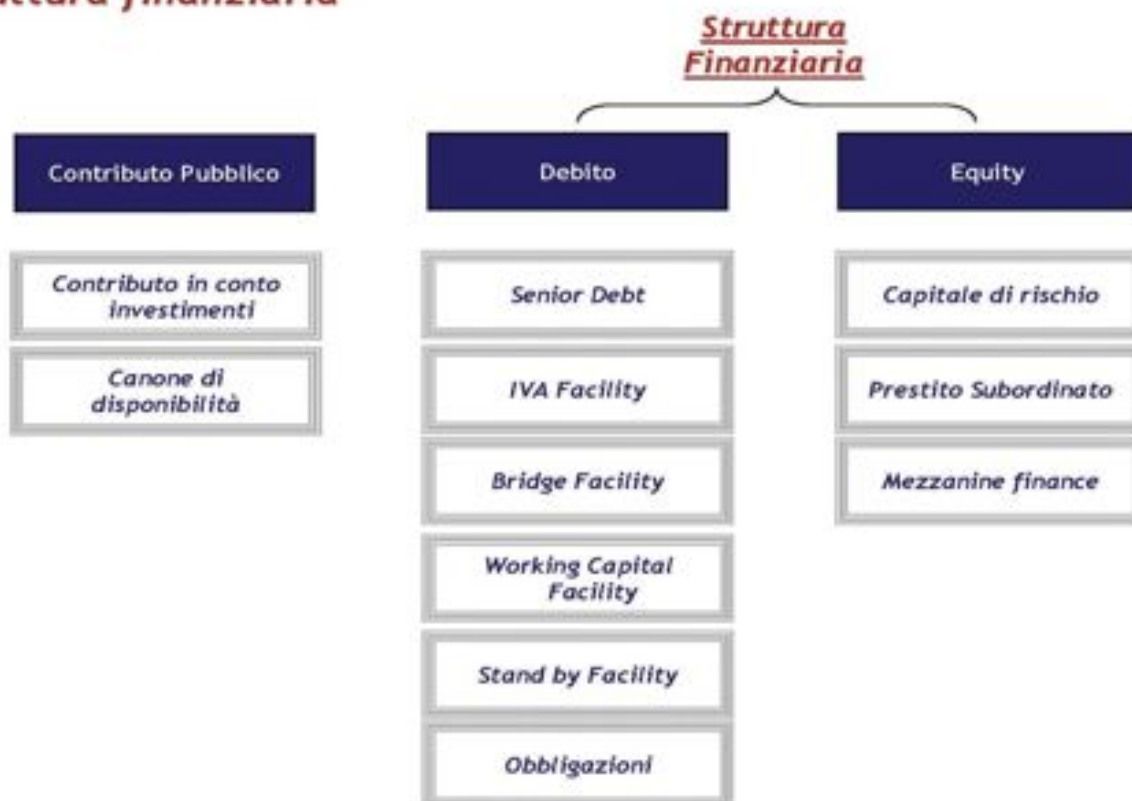 finanziaria
Struttura
Finanziaria
Contributo Pubblico
Contributo in conto
investimenti
Canone di
disponibilità
Debito
Senior Debt
IVA Facility
Bridge Facility
Working Capital
Facility
Stand by Facility
Obbligazioni
Equity
Capitale di rischio
Prestito Subordinato
Mezzanine finance